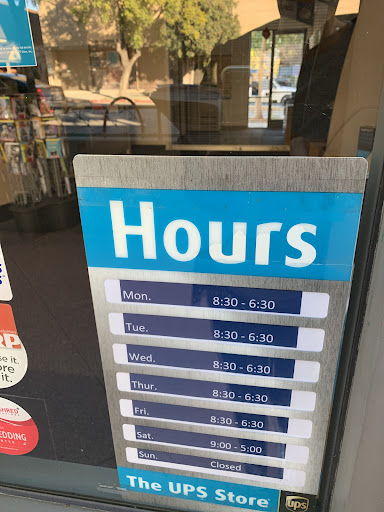 Hours
Mon. 8:30 - 6:30
Tue. 8:30 - 6:30
Wed. 8:30 - 6:30
Thur. 8:30 - 6:30
Fri. 8:30 - 6:30
Sat. 9:00 - 5:00
Sun. Closed
The UPS Store
ups